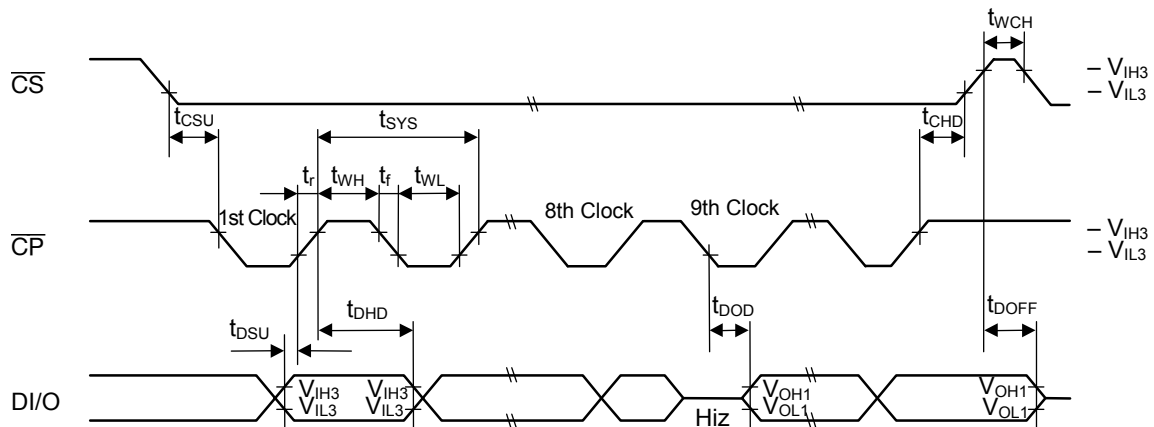 tWCH
CS
– VIH3
– VIL3
tCSU
tSYS
tCHD
tr
tWH
tf
tWL
1st Clock
8th Clock
9th Clock
CP
– VIH3
– VIL3
tDSU
tDHD
tDOD
tDOFF
DI/O
VIH3
VIH3
VOH1
VOH1
VIL3
VIL3
VOL1
VOL1
Hiz